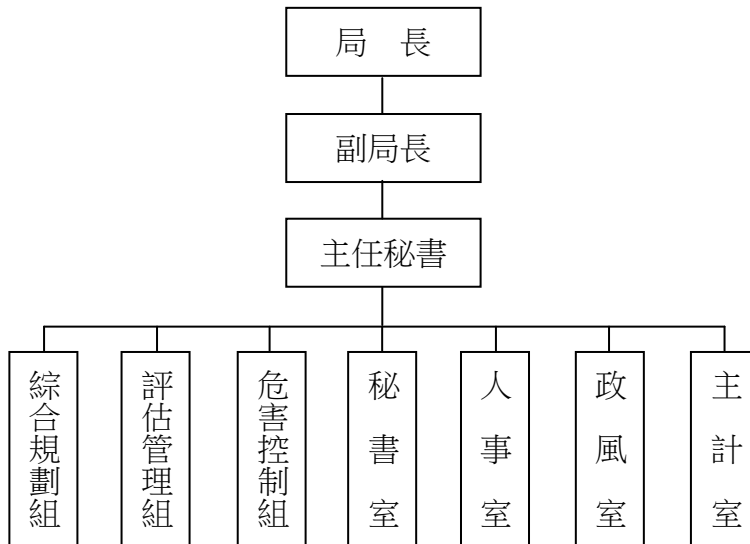 局　長
副局長
主任秘書
綜合規劃組
評估管理組
危害控制組
秘書室
人事室
政風室
主計室